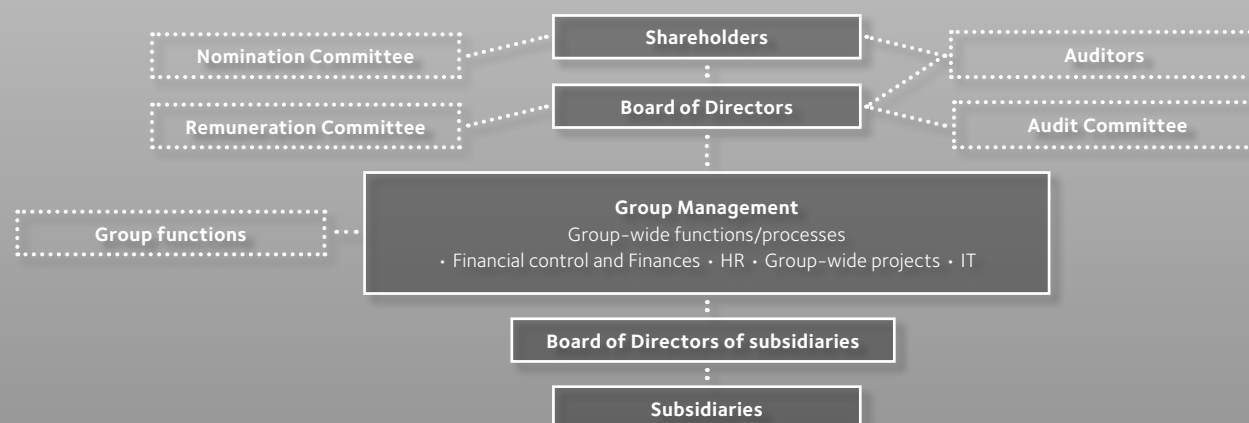 Shareholders
Nomination Committee
Auditors
Board of Directors
Remuneration Committee
Audit Committee
Group Management
Group-wide functions/processes
• Financial control and Finances • HR • Group-wide projects • IT
Group functions
Board of Directors of subsidiaries
Subsidiaries